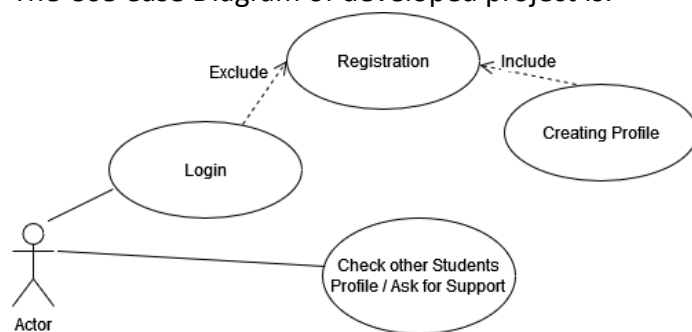 The Use Case Diagram of developed project is:
Registration
Exclude
Include
Creating Profile
Login
Check other Students
Profile / Ask for Support
Actor